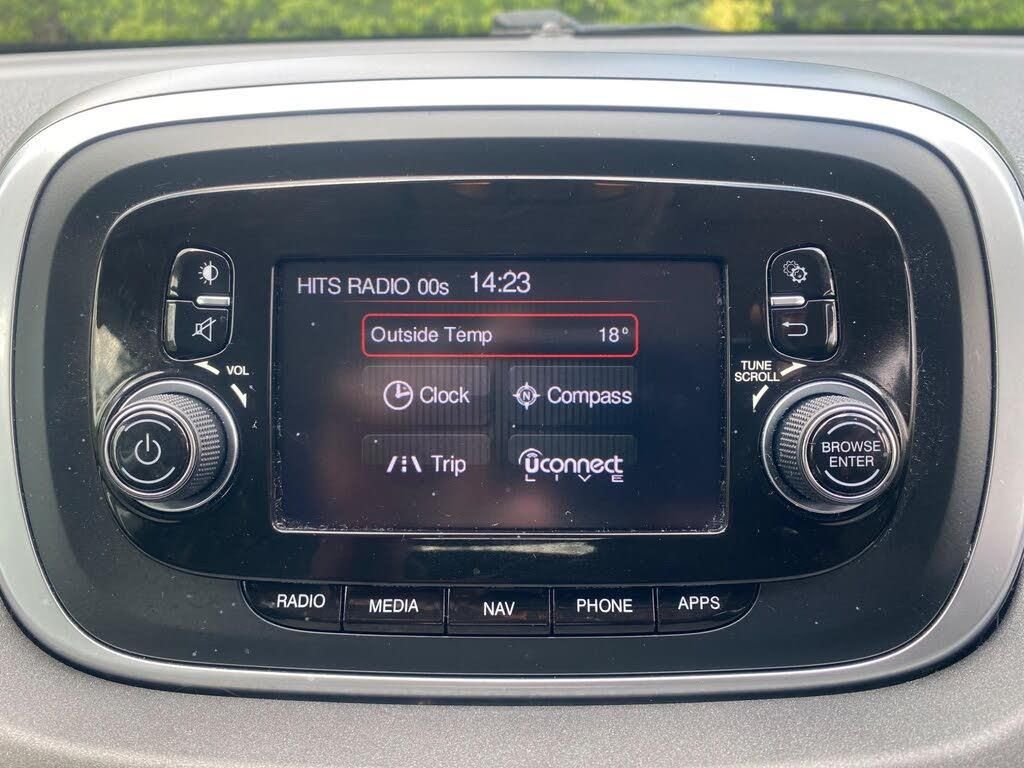 HITS RADIO 00s 14:23
Outside Temp 18°
Clock
N Compass
Trip
Uconnect
LIVE
VOL
TUNE
SCROLL
BROWSE
ENTER
RADIO MEDIA NAV PHONE APPS